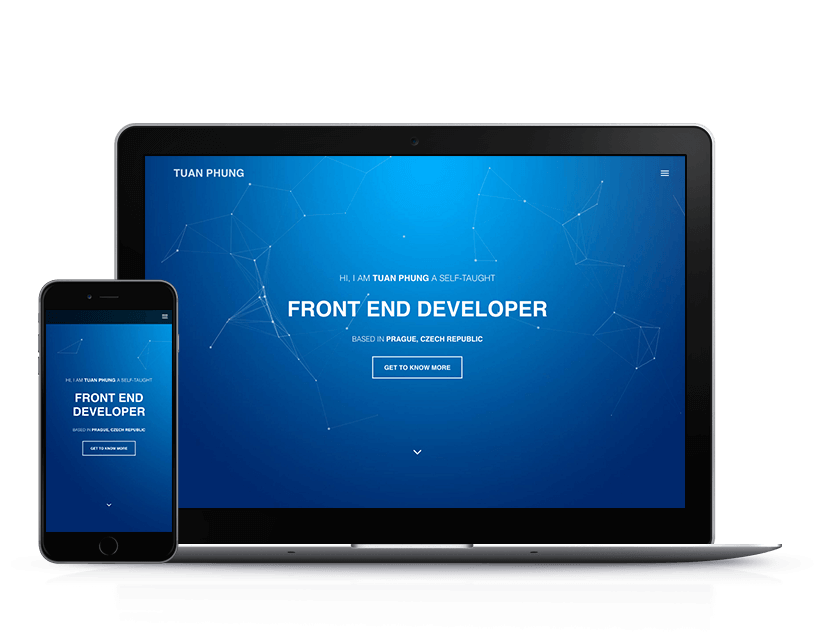 TUAN PHUNG
HI, I AM TUAN PHUNG A SELF-TAUGHT
FRONT END DEVELOPER
BASED IN PRAGUE, CZECH REPUBLIC
GET TO KNOW MORE
HI, I AM TUAN PHUNG A SELF-TAUGHT
FRONT END
DEVELOPER
BASED IN PRAGUE, CZECH REPUBLIC
GET TO KNOW MORE